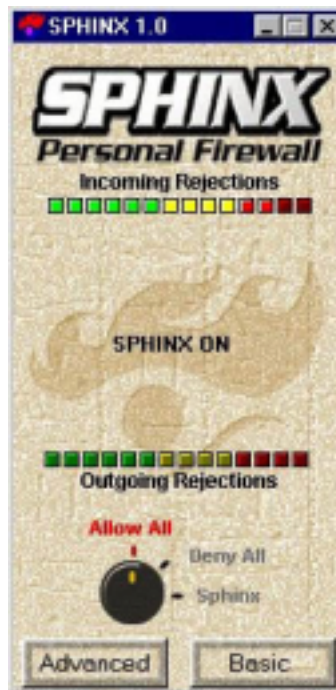 SPHINX 1.0
SPHINX
Personal Firewall
Incoming Rejections
SPHINX ON
Outgoing Rejections
Allow All
Deny All
Sphinx
Advanced
Basic